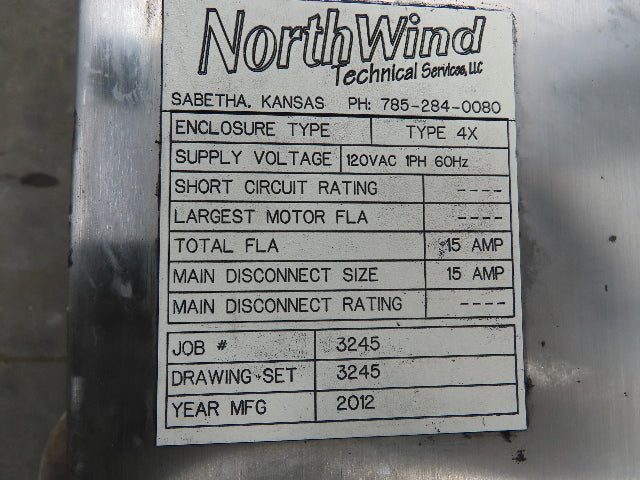 NorthWind
Technical Services, LLC
SABETHA, KANSAS PH: 785-284-0080
ENCLOSURE TYPE TYPE 4X
SUPPLY VOLTAGE 120VAC 1PH 60Hz
SHORT CIRCUIT RATING ----
LARGEST MOTOR FLA ----
TOTAL FLA 15 AMP
MAIN DISCONNECT SIZE 15 AMP
MAIN DISCONNECT RATING ----
JOB # 3245
DRAWING SET 3245
YEAR MFG 2012